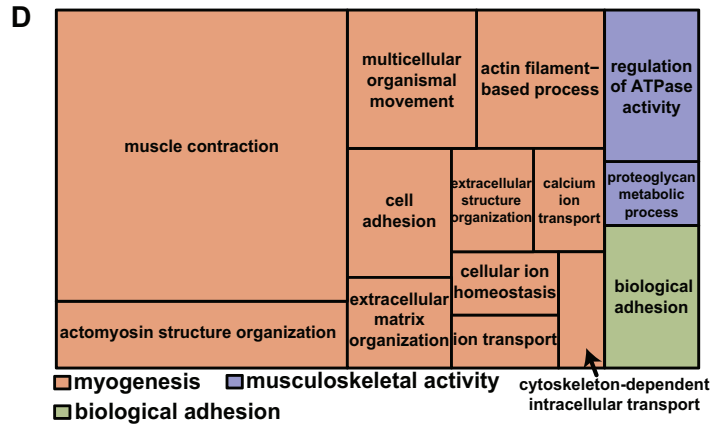 D
muscle contraction
actomyosin structure organization
multicellular
organismal
movement
actin filament−
based process
cell
adhesion
extracellular
structure
organization
calcium
ion
transport
extracellular
matrix
organization
cellular ion
homeostasis
ion transport
regulation
of ATPase
activity
proteoglycan
metabolic
process
biological
adhesion
cytoskeleton-dependent
intracellular transport
myogenesis
musculoskeletal activity
biological adhesion